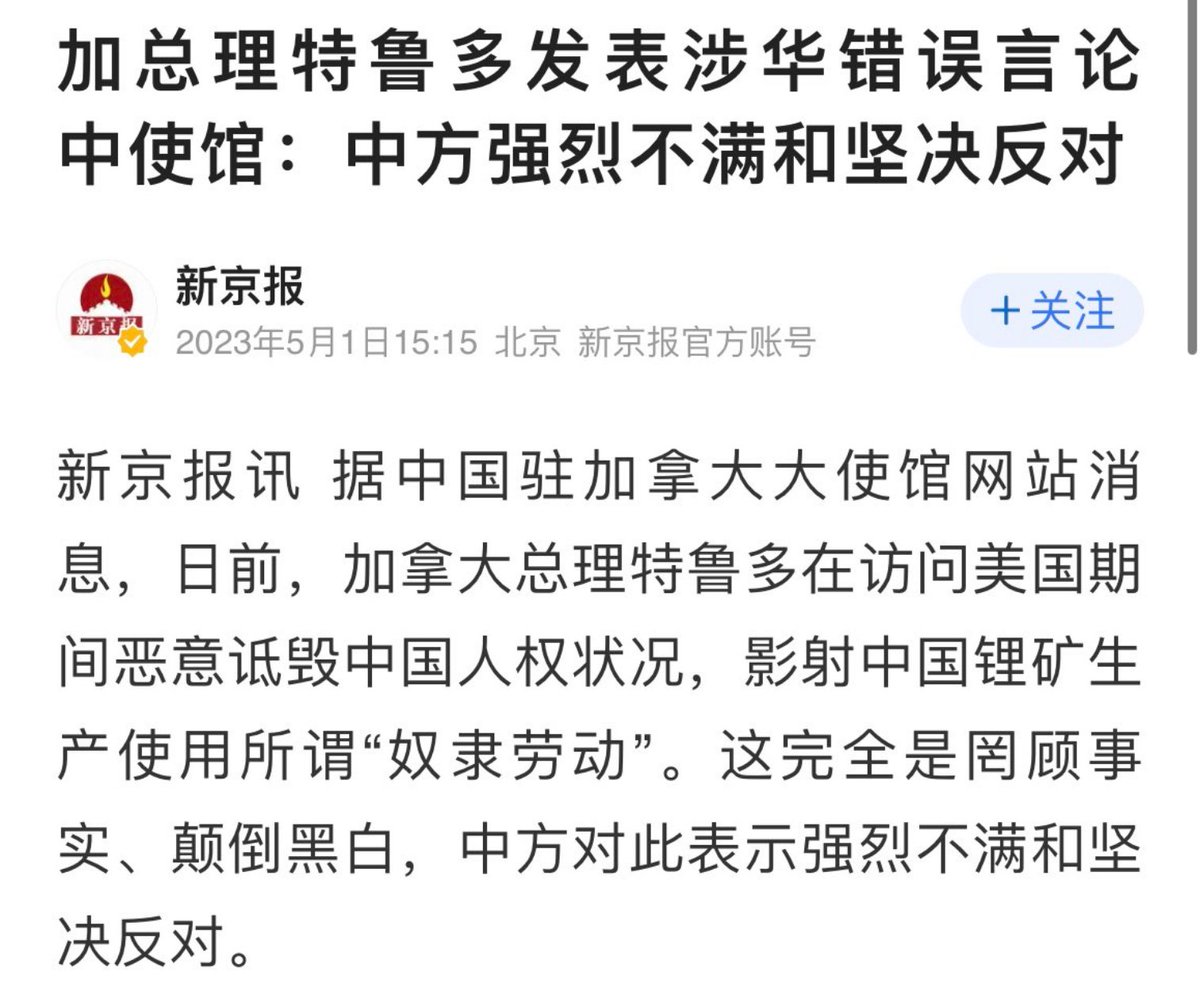 加总理特鲁多发表涉华错误言论
中使馆：中方强烈不满和坚决反对
新京报
新京报
2023年5月1日15:15 北京 新京报官方账号
+关注
新京报讯 据中国驻加拿大大使馆网站消
息，日前，加拿大总理特鲁多在访问美国期
间恶意诋毁中国人权状况，影射中国锂矿生
产使用所谓“奴隶劳动”。这完全是罔顾事
实、颠倒黑白，中方对此表示强烈不满和坚
决反对。